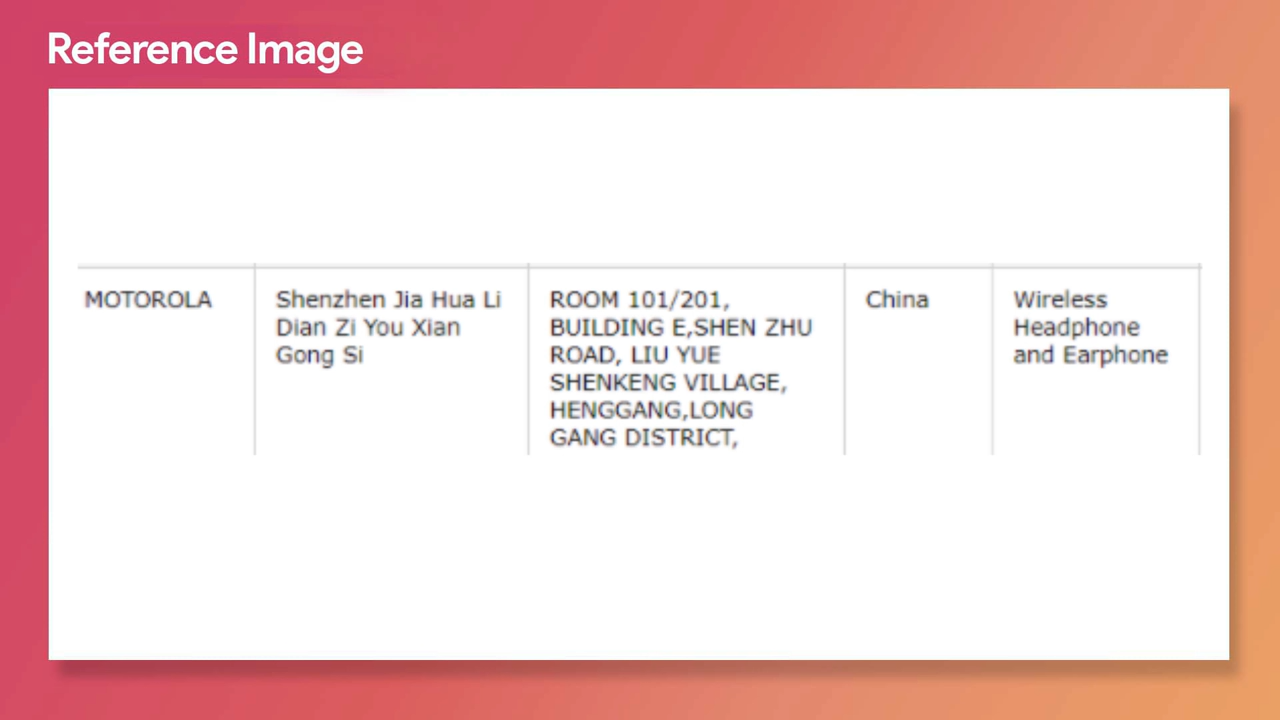 Reference Image
MOTOROLA
Shenzhen Jia Hua Li
Dian Zi You Xian
Gong Si
ROOM 101/201,
BUILDING E,SHEN ZHU
ROAD, LIU YUE
SHENKENG VILLAGE,
HENGGANG,LONG
GANG DISTRICT,
China
Wireless
Headphone
and Earphone